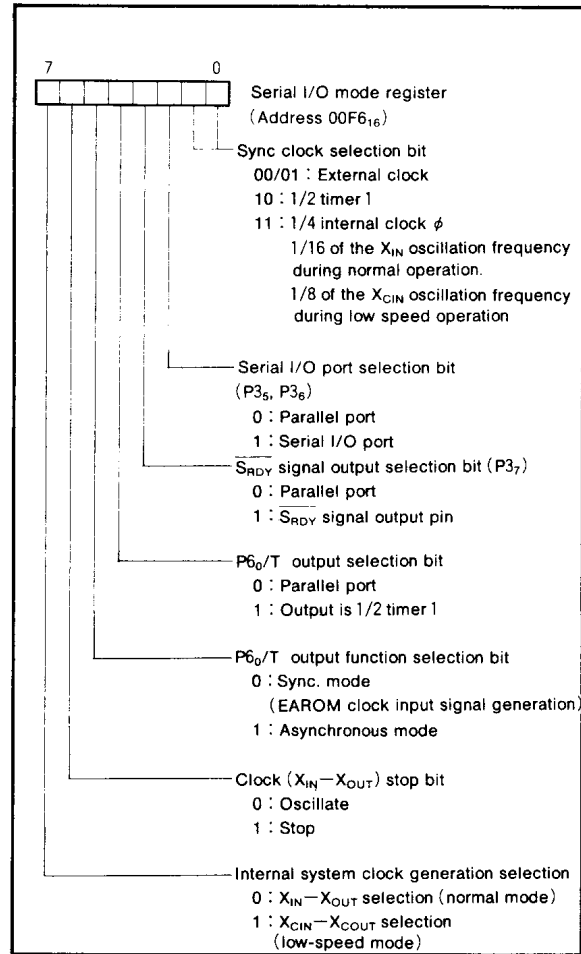 7 0
Serial I/O mode register
(Address 00F6₁₆)
Sync clock selection bit
00/01 : External clock
10 : 1/2 timer 1
11 : 1/4 internal clock ϕ
1/16 of the X_IN oscillation frequency
during normal operation.
1/8 of the X_CIN oscillation frequency
during low speed operation
Serial I/O port selection bit
(P3₅, P3₆)
0 : Parallel port
1 : Serial I/O port
S̅_R̅D̅Y̅ signal output selection bit (P3₇)
0 : Parallel port
1 : S̅_R̅D̅Y̅ signal output pin
P6₀/T output selection bit
0 : Parallel port
1 : Output is 1/2 timer 1
P6₀/T output function selection bit
0 : Sync. mode
(EAROM clock input signal generation)
1 : Asynchronous mode
Clock (X_IN–X_OUT) stop bit
0 : Oscillate
1 : Stop
Internal system clock generation selection
0 : X_IN–X_OUT selection (normal mode)
1 : X_CIN–X_COUT selection
(low-speed mode)